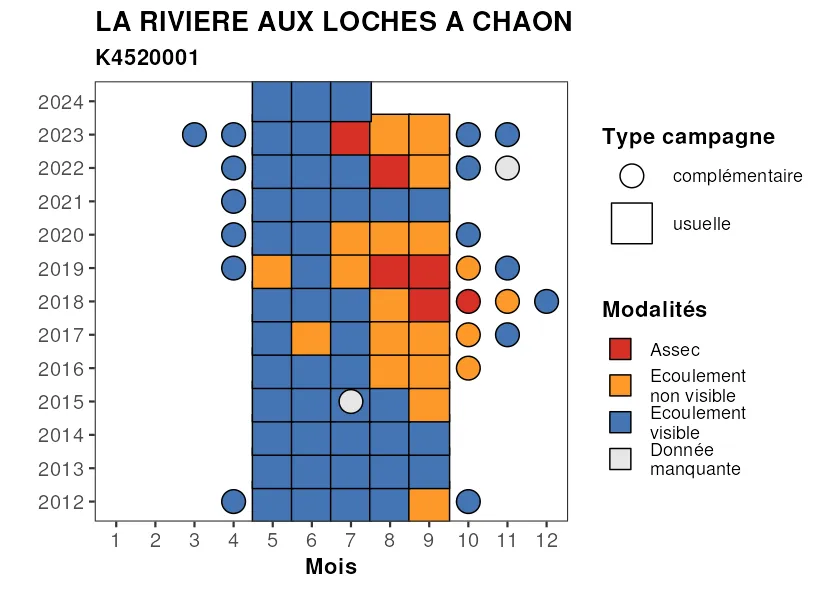 LA RIVIERE AUX LOCHES A CHAON
K4520001
2024
2023
2022
2021
2020
2019
2018
2017
2016
2015
2014
2013
2012
1 2 3 4 5 6 7 8 9 10 11 12
Mois
Type campagne
complémentaire
usuelle
Modalités
Assec
Ecoulement
non visible
Ecoulement
visible
Donnée
manquante